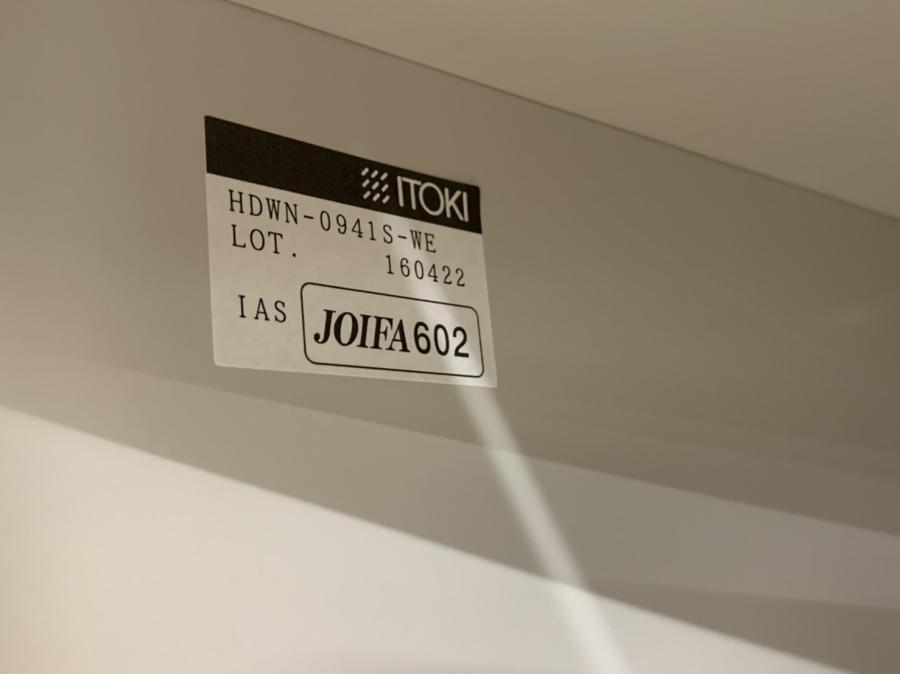 ITOKI
HDWN-0941S-WE
LOT. 160422
IAS JOIFA602